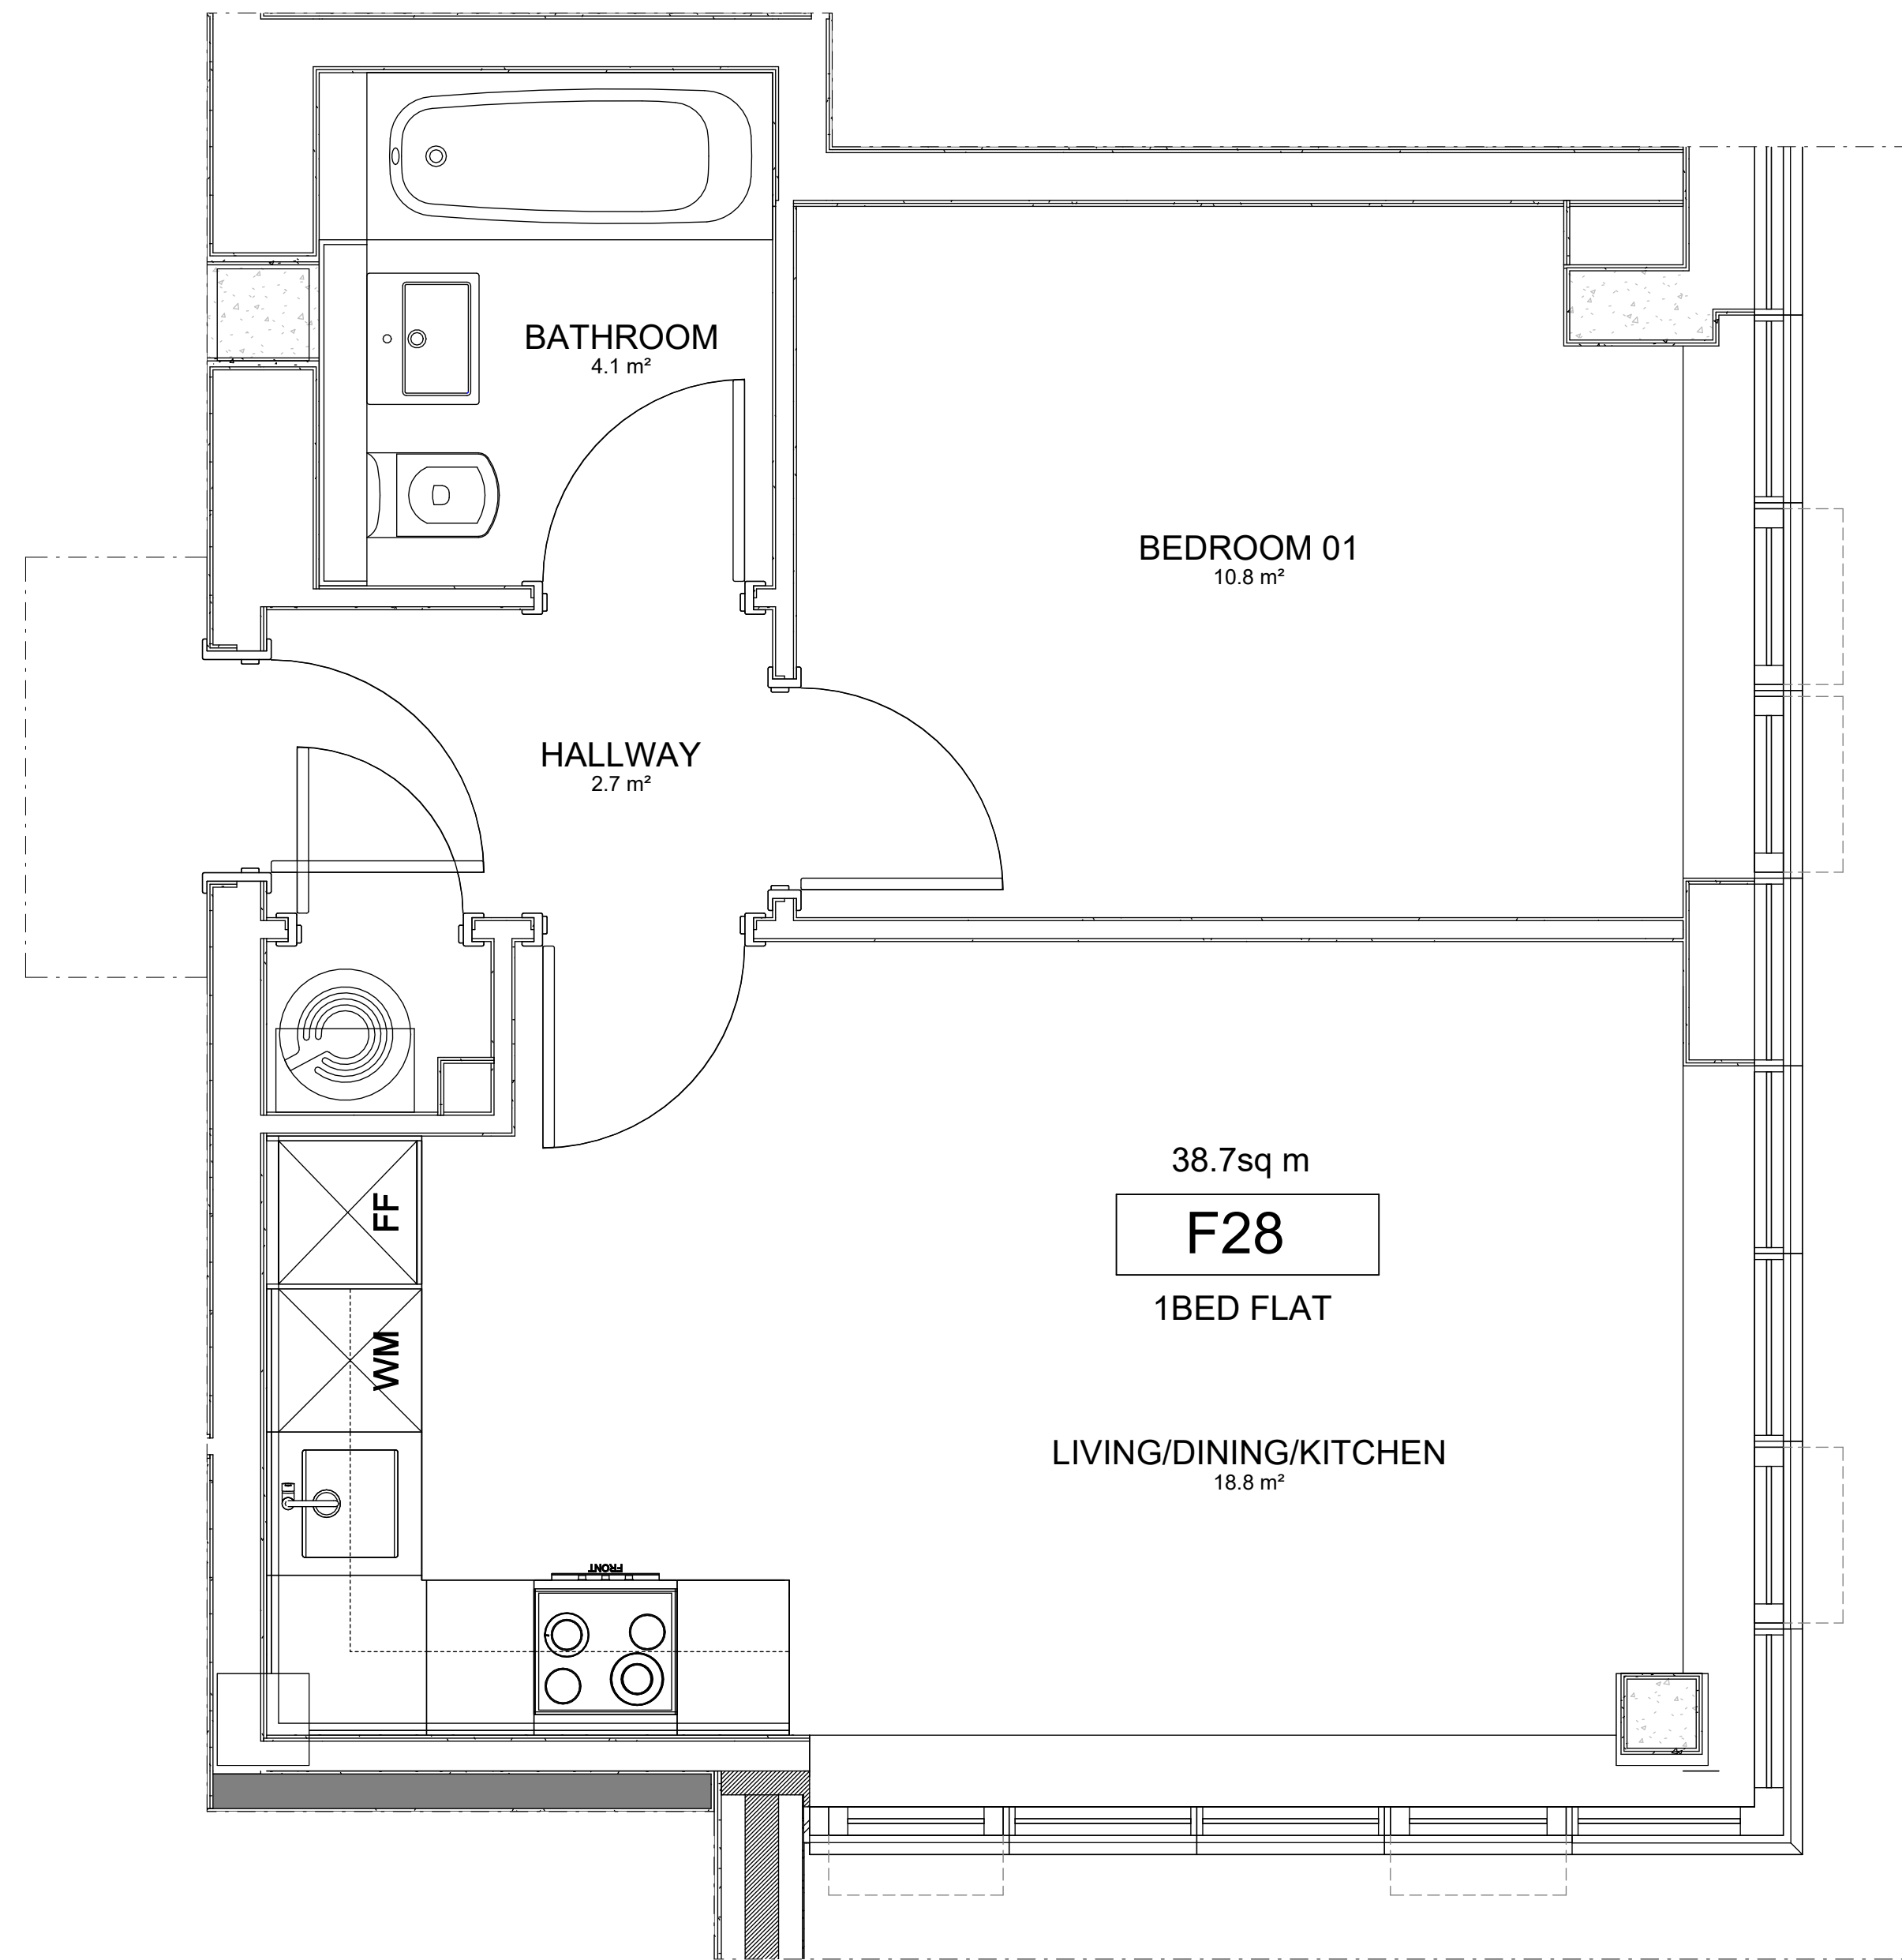 BATHROOM
4.1 m²
BEDROOM 01
10.8 m²
HALLWAY
2.7 m²
38.7sq m
F28
1BED FLAT
FF
WM
LIVING/DINING/KITCHEN
18.8 m²
FRONT